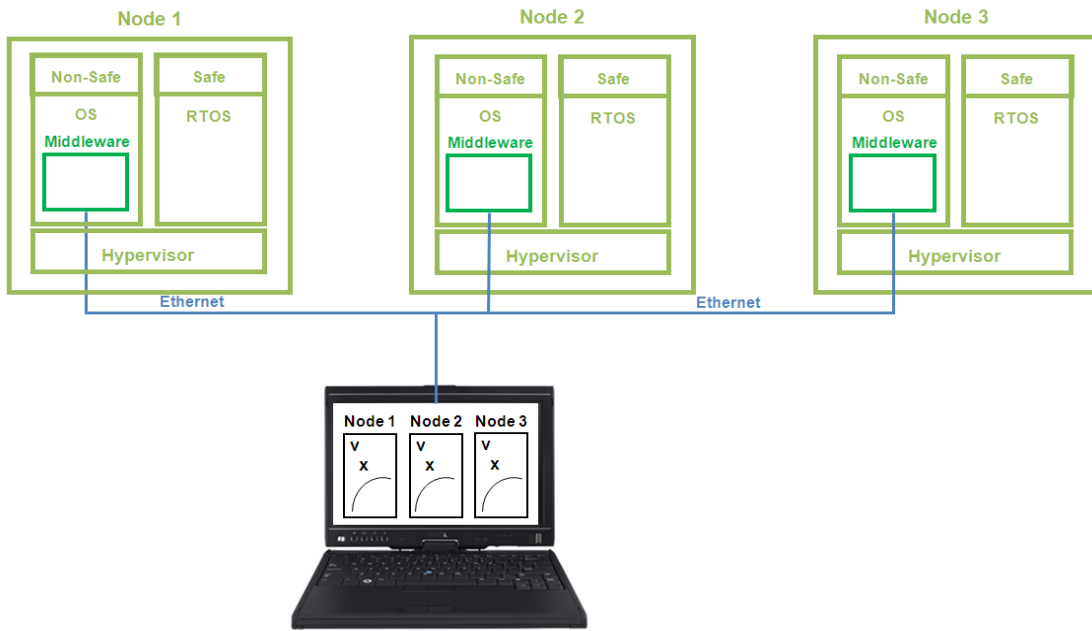 Node 1
Node 2
Node 3
Non-Safe
Safe
OS
RTOS
Middleware
Hypervisor
Non-Safe
Safe
OS
RTOS
Middleware
Hypervisor
Non-Safe
Safe
OS
RTOS
Middleware
Hypervisor
Ethernet
Ethernet
Node 1
Node 2
Node 3
V
X
V
X
V
X